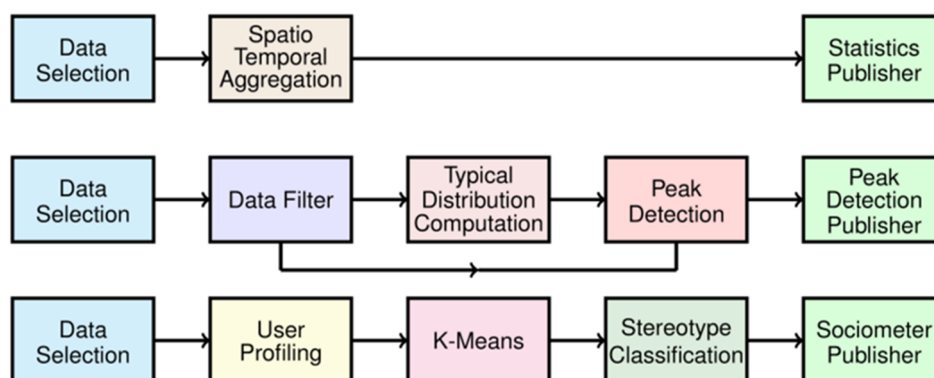 Data
Selection
Spatio
Temporal
Aggregation
Statistics
Publisher
Data
Selection
Data Filter
Typical
Distribution
Computation
Peak
Detection
Peak
Detection
Publisher
Data
Selection
User
Profiling
K-Means
Stereotype
Classification
Sociometer
Publisher